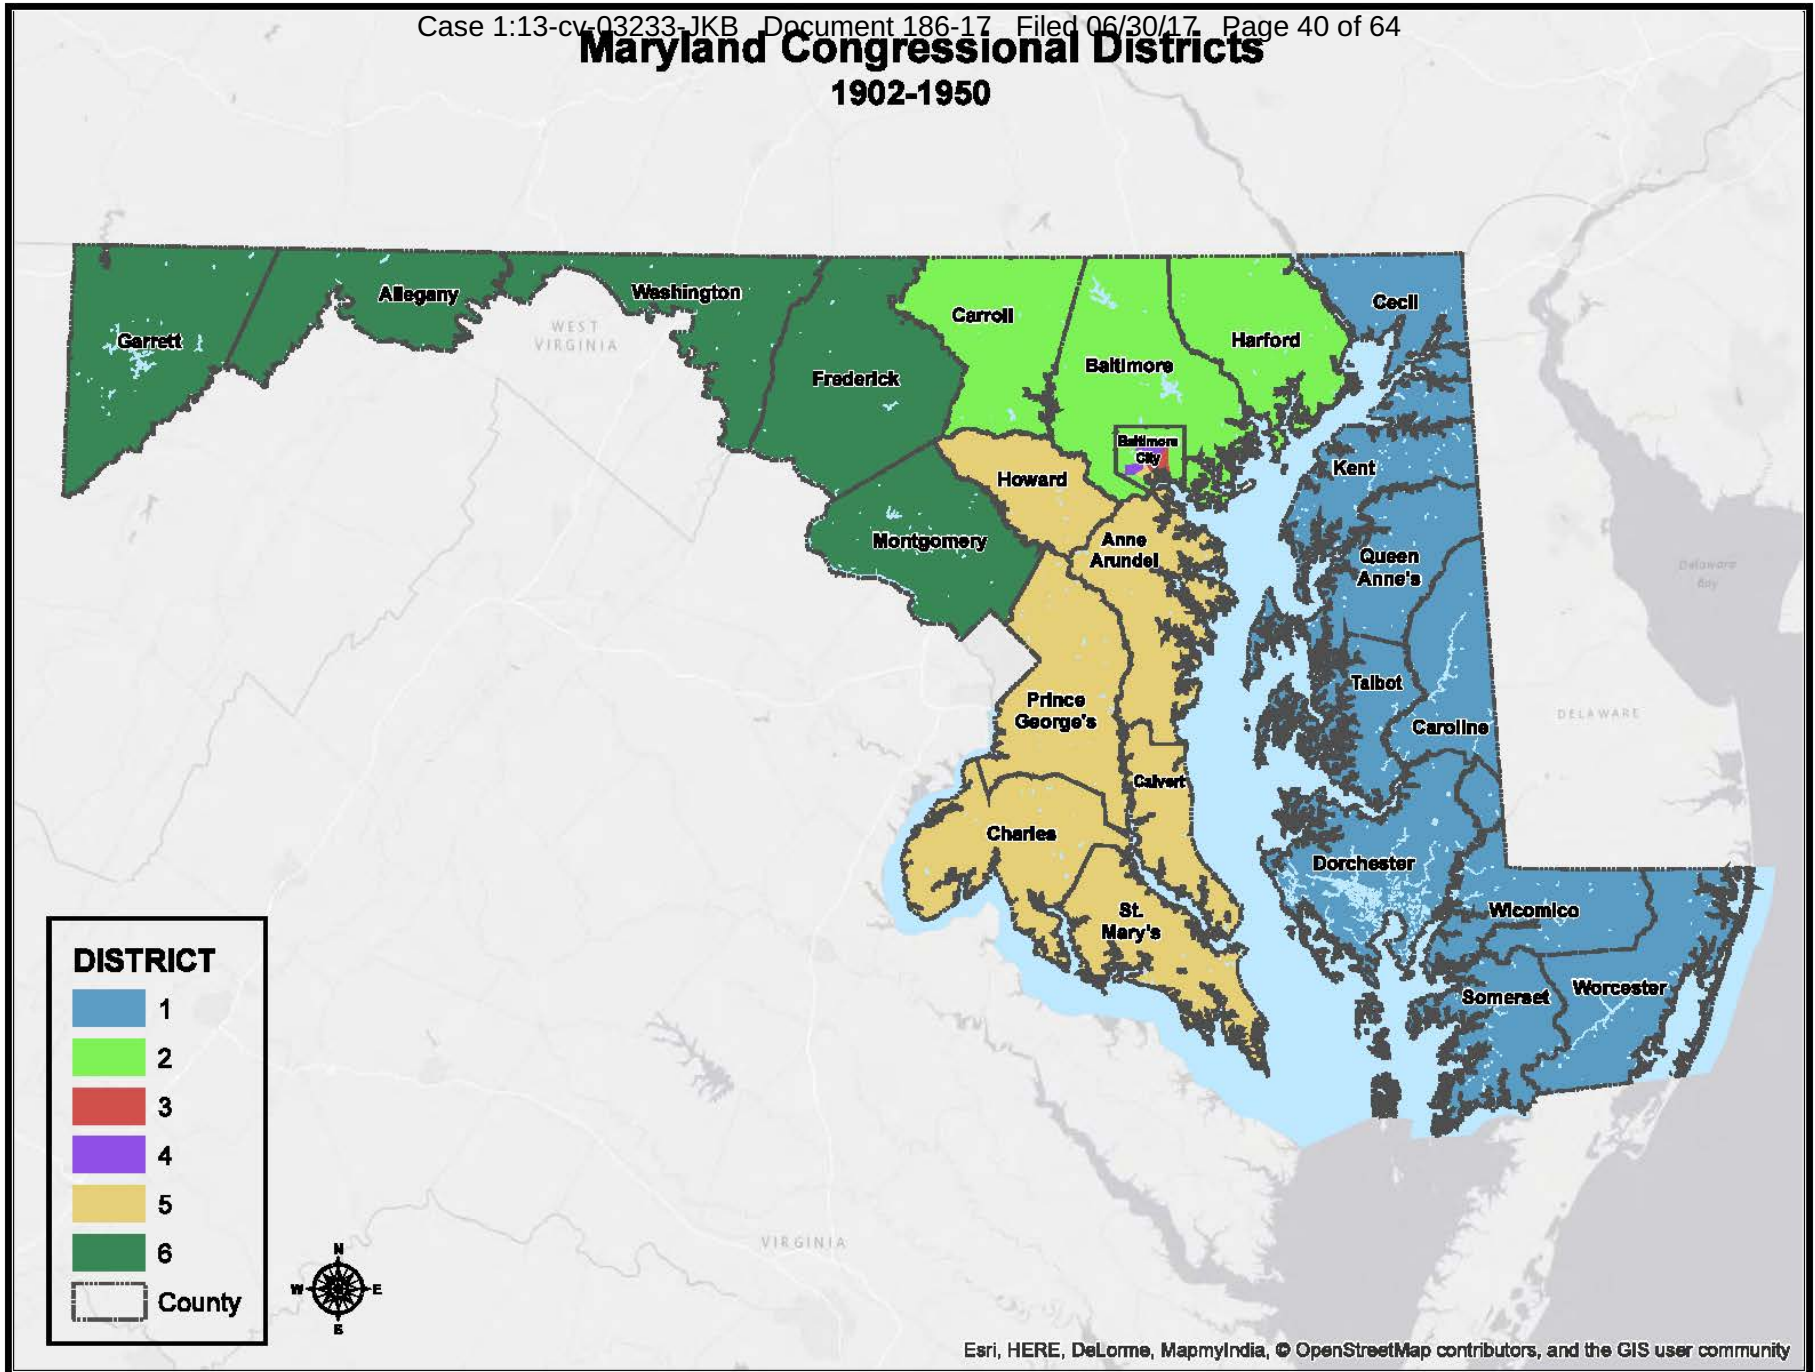 Case 1:13-cv-03233-JKB Document 186-17 Filed 06/30/17 Page 40 of 64
Maryland Congressional Districts
1902-1950
Garrett
Allegany
Washington
WEST
VIRGINIA
Frederick
Carroll
Baltimore
Harford
Cecil
Baltimore
City
Howard
Kent
Montgomery
Anne
Arundel
Queen
Anne's
Delaware
Bay
Prince
George's
Talbot
Caroline
DELAWARE
Calvert
Charles
Dorchester
St.
Mary's
Wicomico
Somerset
Worcester
DISTRICT
1
2
3
4
5
6
County
N
W
E
S
VIRGINIA
Esri, HERE, DeLorme, MapmyIndia, © OpenStreetMap contributors, and the GIS user community